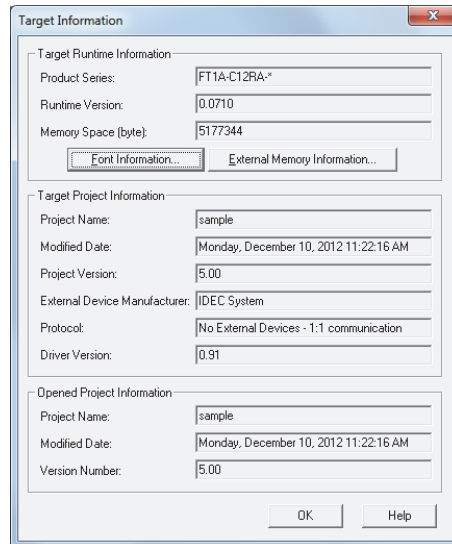 Target Information
Target Runtime Information
Product Series: FT1A-C12RA-*
Runtime Version: 0.0710
Memory Space (byte): 5177344
Font Information... External Memory Information...
Target Project Information
Project Name: sample
Modified Date: Monday, December 10, 2012 11:22:16 AM
Project Version: 5.00
External Device Manufacturer: IDEC System
Protocol: No External Devices - 1:1 communication
Driver Version: 0.91
Opened Project Information
Project Name: sample
Modified Date: Monday, December 10, 2012 11:22:16 AM
Version Number: 5.00
OK Help